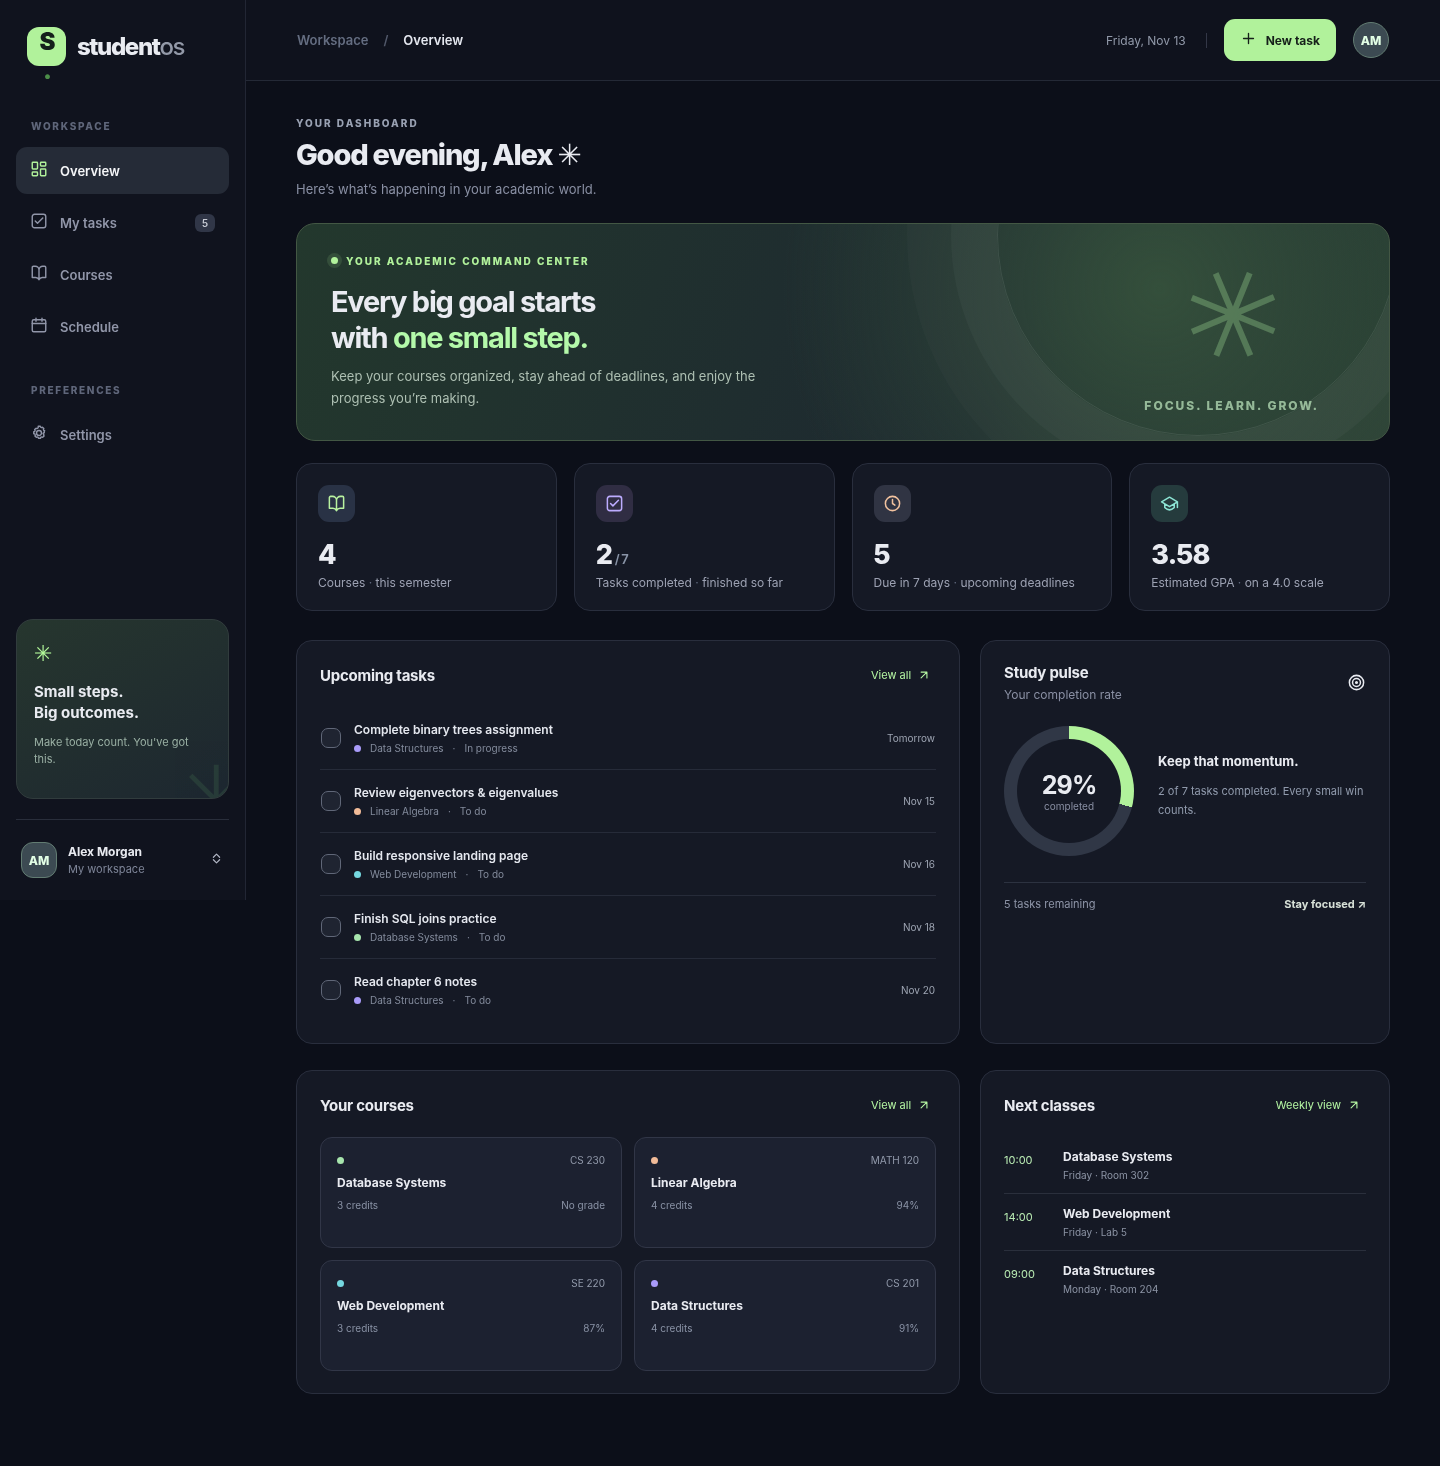 S studentos
WORKSPACE
Overview
My tasks 5
Courses
Schedule
PREFERENCES
Settings
Small steps.
Big outcomes.
Make today count. You've got
this.
AM Alex Morgan
My workspace
Workspace / Overview
Friday, Nov 13
New task
AM
YOUR DASHBOARD
Good evening, Alex
Here’s what’s happening in your academic world.
YOUR ACADEMIC COMMAND CENTER
Every big goal starts
with one small step.
Keep your courses organized, stay ahead of deadlines, and enjoy the
progress you’re making.
FOCUS. LEARN. GROW.
4
Courses · this semester
2 / 7
Tasks completed · finished so far
5
Due in 7 days · upcoming deadlines
3.58
Estimated GPA · on a 4.0 scale
Upcoming tasks
View all
Complete binary trees assignment
Data Structures · In progress
Tomorrow
Review eigenvectors & eigenvalues
Linear Algebra · To do
Nov 15
Build responsive landing page
Web Development · To do
Nov 16
Finish SQL joins practice
Database Systems · To do
Nov 18
Read chapter 6 notes
Data Structures · To do
Nov 20
Study pulse
Your completion rate
29%
completed
Keep that momentum.
2 of 7 tasks completed. Every small win
counts.
5 tasks remaining
Stay focused
Your courses
View all
CS 230
Database Systems
3 credits No grade
MATH 120
Linear Algebra
4 credits 94%
SE 220
Web Development
3 credits 87%
CS 201
Data Structures
4 credits 91%
Next classes
Weekly view
10:00 Database Systems
Friday · Room 302
14:00 Web Development
Friday · Lab 5
09:00 Data Structures
Monday · Room 204